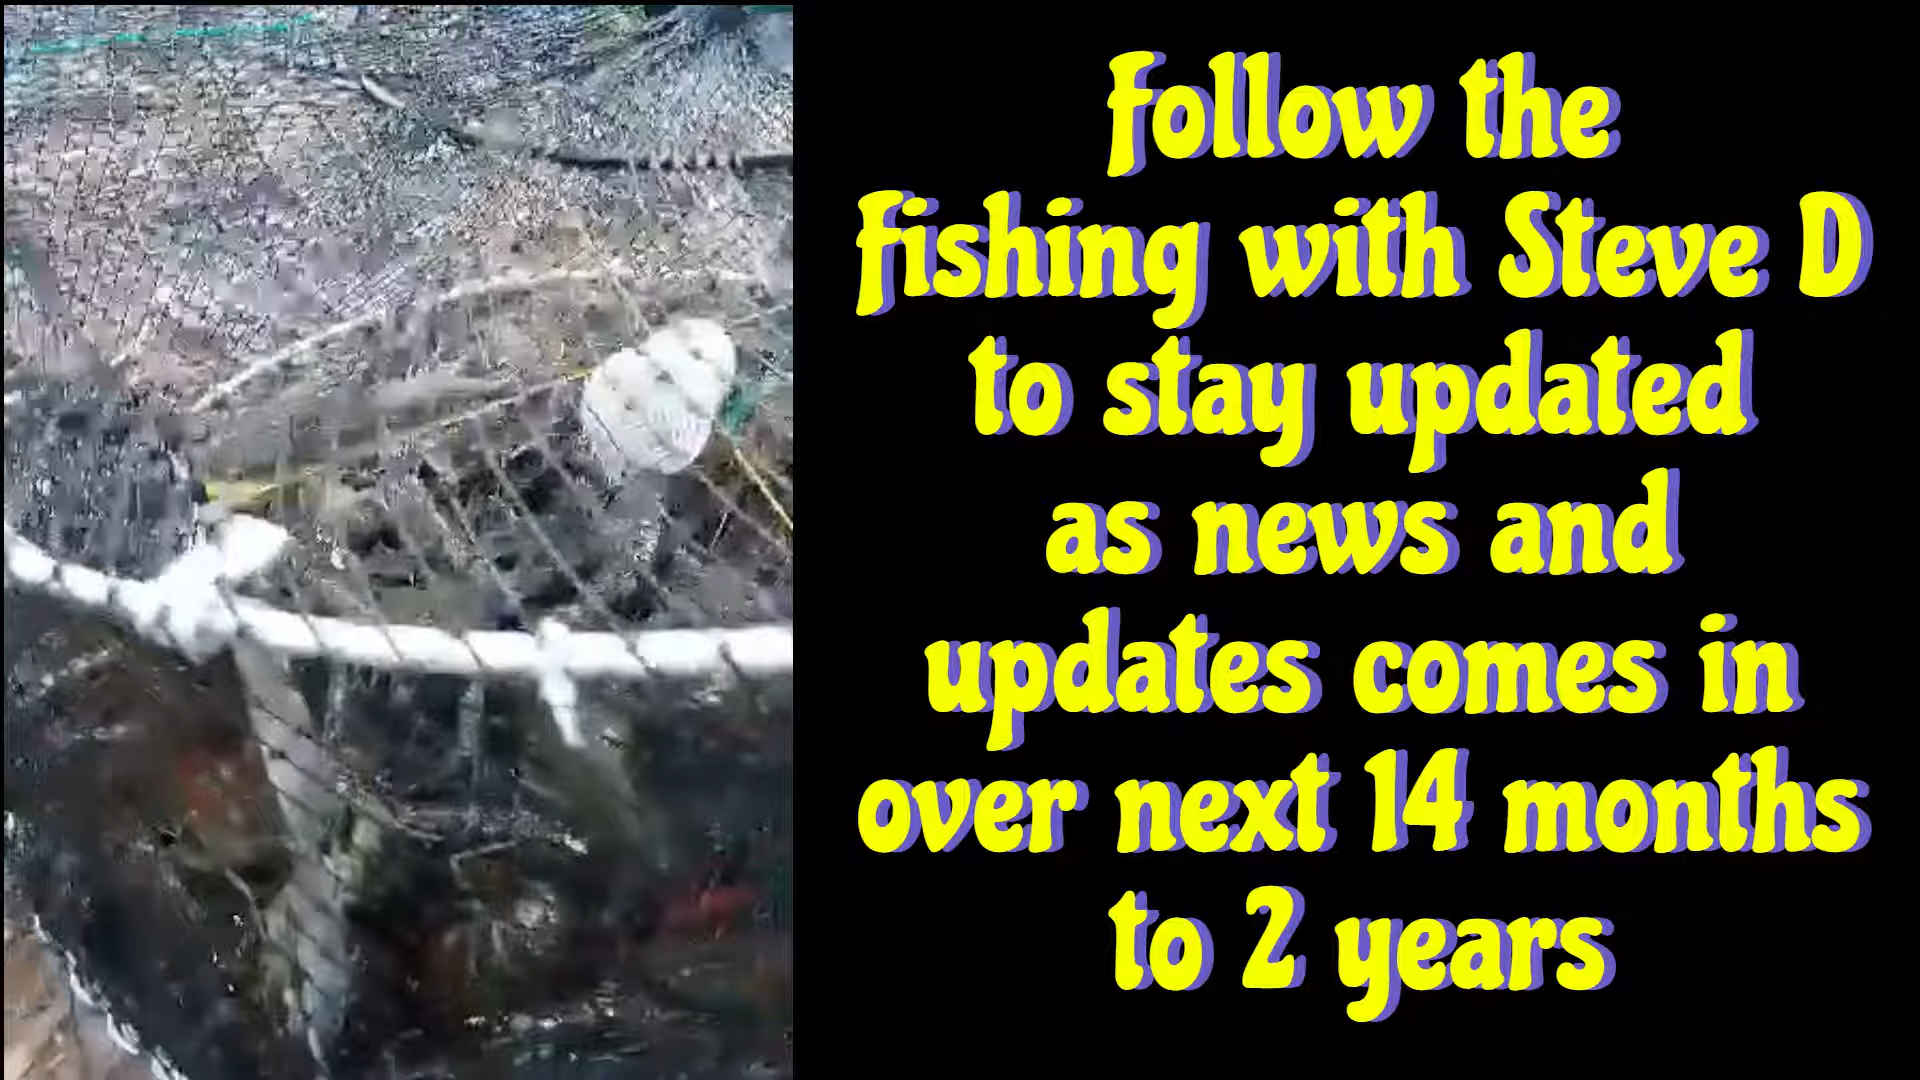 follow the
fishing with Steve D
to stay updated
as news and
updates comes in
over next 14 months
to 2 years